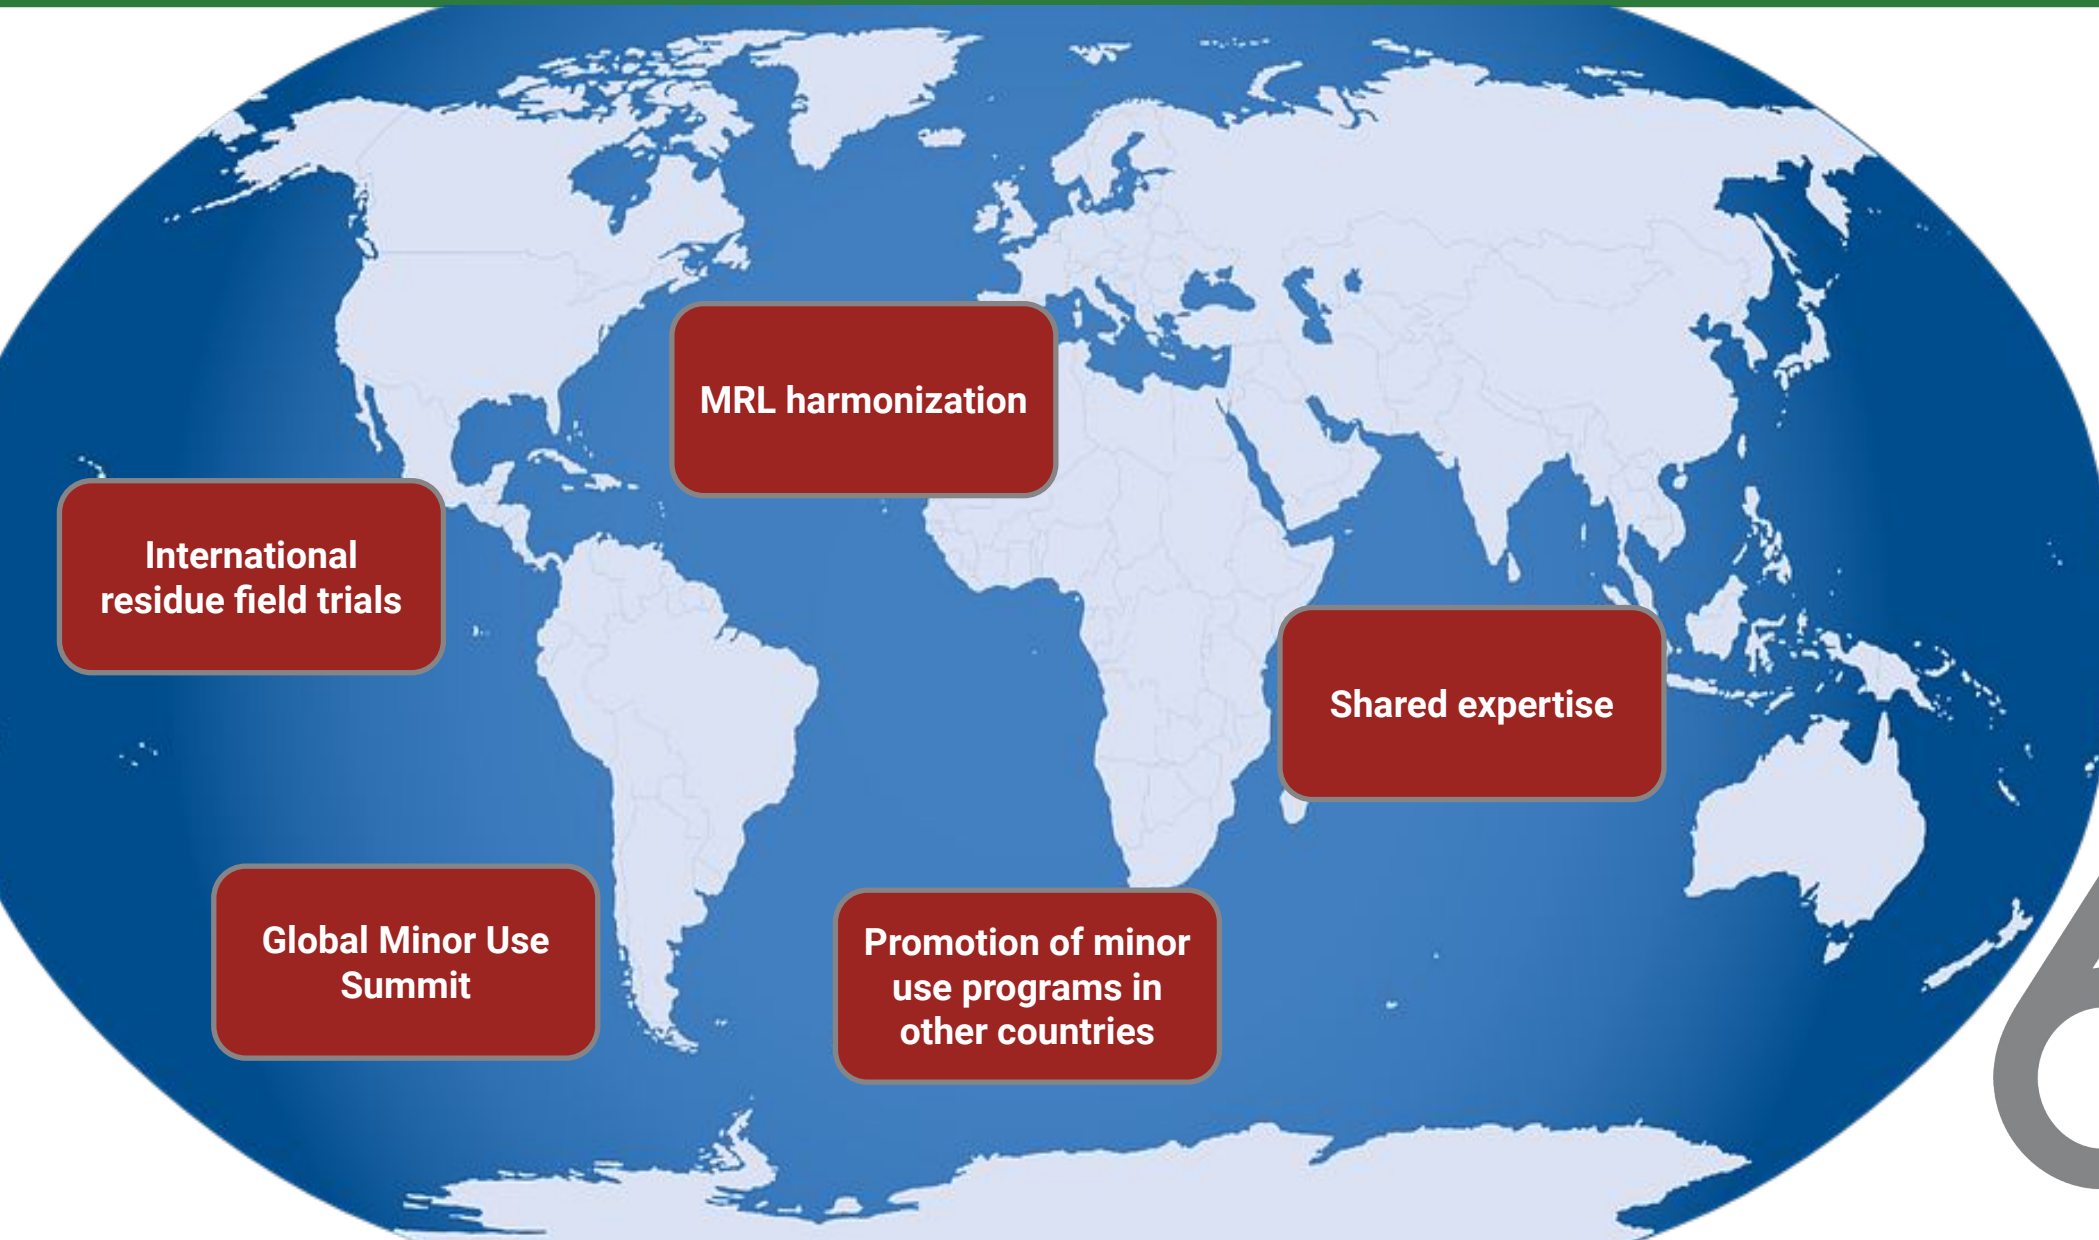 MRL harmonization
International
residue field trials
Shared expertise
Global Minor Use
Summit
Promotion of minor
use programs in
other countries